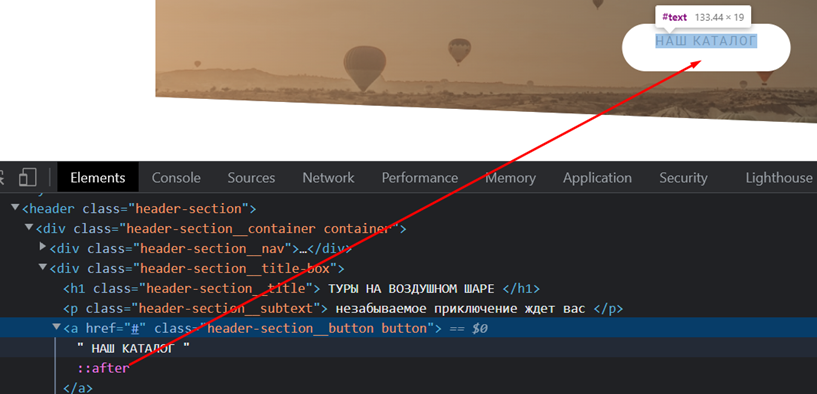 #text 133.44 × 19
НАШ КАТАЛОГ
Elements Console Sources Network Performance Memory Application Security Lighthouse
<header class="header-section">
<div class="header-section__container container">
<div class="header-section__nav">…</div>
<div class="header-section__title-box">
<h1 class="header-section__title"> ТУРЫ НА ВОЗДУШНОМ ШАРЕ </h1>
<p class="header-section__subtext"> незабываемое приключение ждет вас </p>
<a href="#" class="header-section__button button"> == $0
" НАШ КАТАЛОГ "
::after
</a>